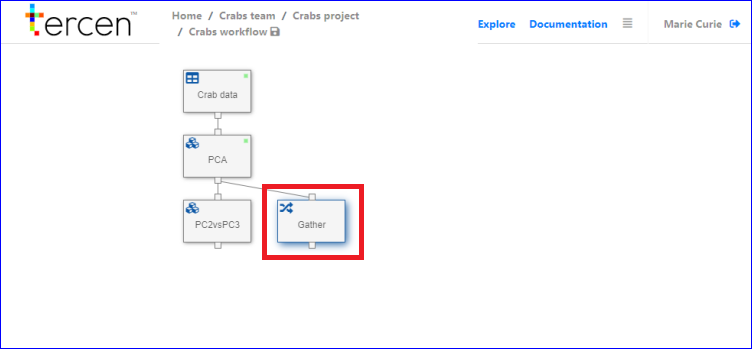 tercen™
Home / Crabs team / Crabs project
/ Crabs workflow
Explore Documentation
Marie Curie
Crab data
PCA
PC2vsPC3
Gather